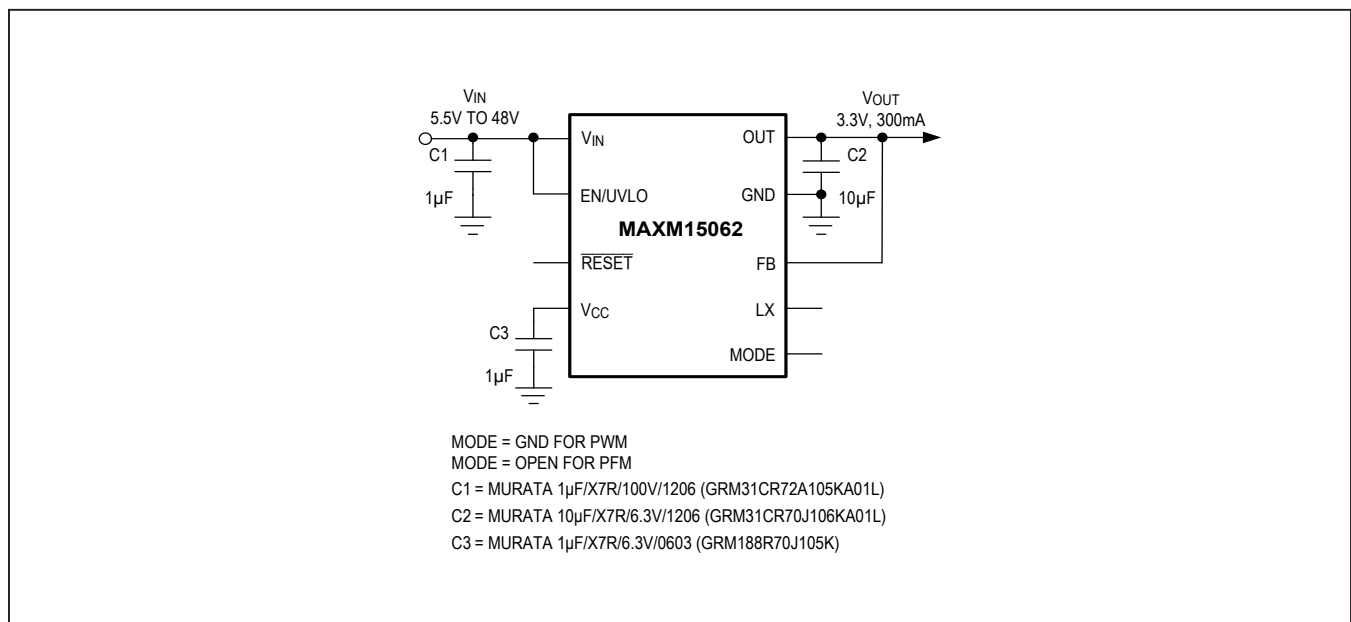 VIN
5.5V TO 48V
C1
1µF
VIN
EN/UVLO
RESET
VCC
C3
1µF
MAXM15062
OUT
GND
FB
LX
MODE
VOUT
3.3V, 300mA
C2
10µF
MODE = GND FOR PWM
MODE = OPEN FOR PFM
C1 = MURATA 1µF/X7R/100V/1206 (GRM31CR72A105KA01L)
C2 = MURATA 10µF/X7R/6.3V/1206 (GRM31CR70J106KA01L)
C3 = MURATA 1µF/X7R/6.3V/0603 (GRM188R70J105K)